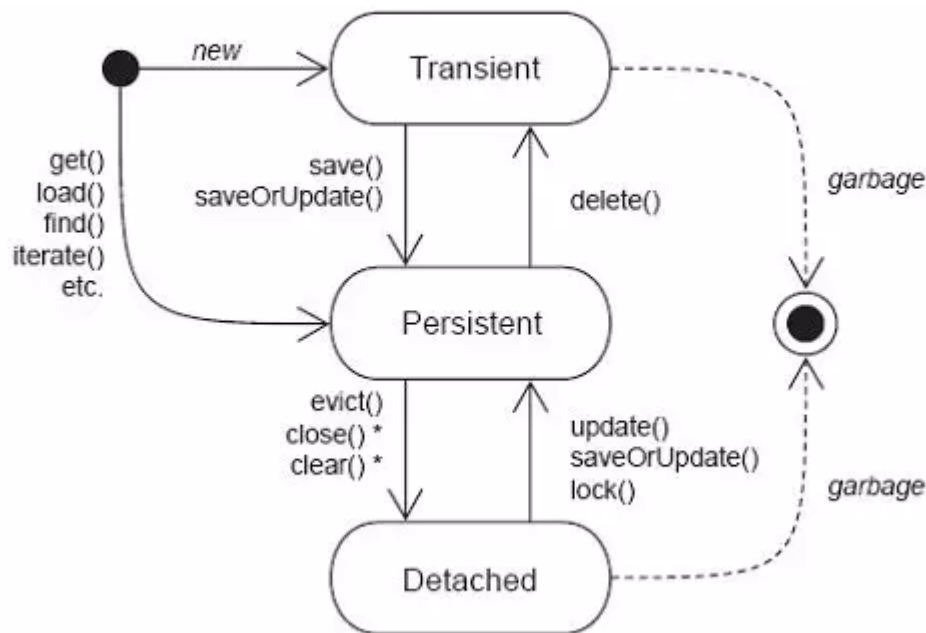 new
Transient
get()
load()
find()
iterate()
etc.
save()
saveOrUpdate()
delete()
garbage
Persistent
evict()
close() *
clear() *
update()
saveOrUpdate()
lock()
garbage
Detached